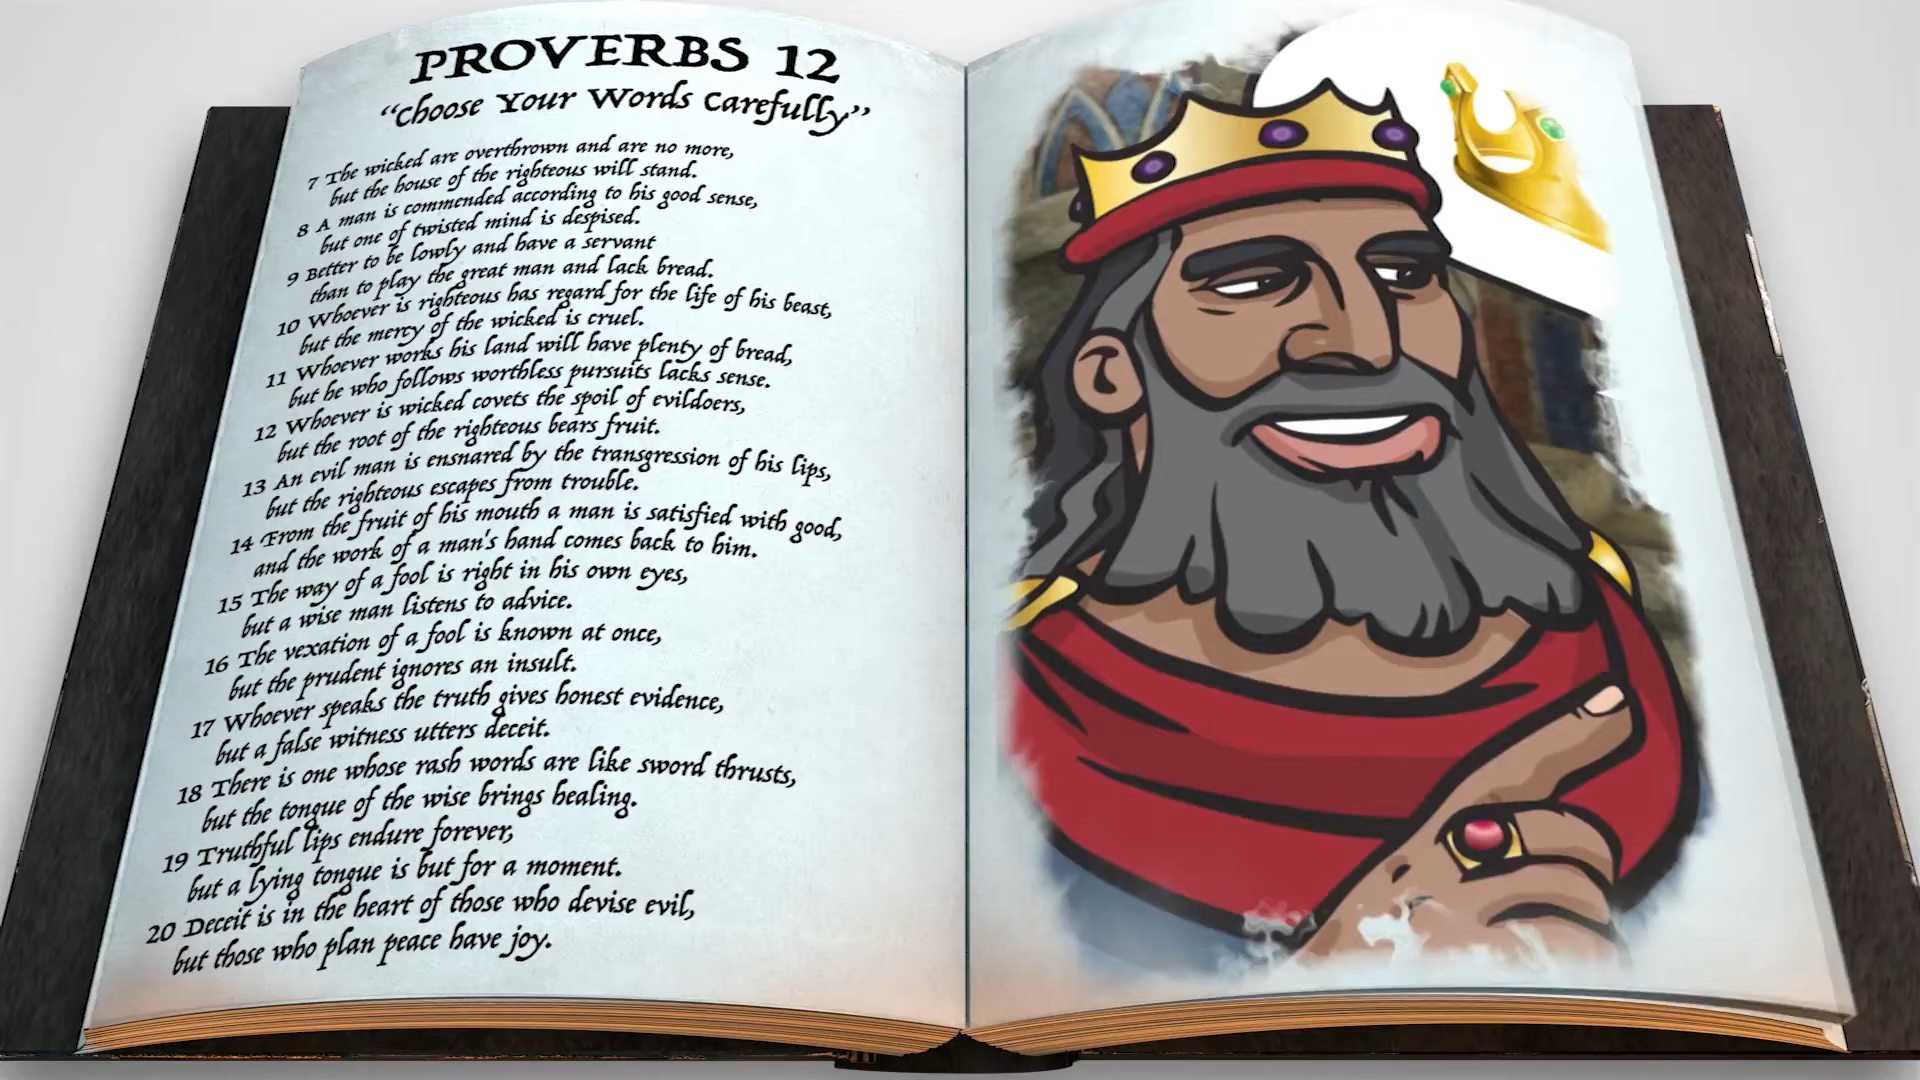 PROVERBS 12
“Choose Your Words Carefully”
7 The wicked are overthrown and are no more,
but the house of the righteous will stand.
8 A man is commended according to his good sense,
but one of twisted mind is despised.
9 Better to be lowly and have a servant
than to play the great man and lack bread.
10 Whoever is righteous has regard for the life of his beast,
but the mercy of the wicked is cruel.
11 Whoever works his land will have plenty of bread,
but he who follows worthless pursuits lacks sense.
12 Whoever is wicked covets the spoil of evildoers,
but the root of the righteous bears fruit.
13 An evil man is ensnared by the transgression of his lips,
but the righteous escapes from trouble.
14 From the fruit of his mouth a man is satisfied with good,
and the work of a man's hand comes back to him.
15 The way of a fool is right in his own eyes,
but a wise man listens to advice.
16 The vexation of a fool is known at once,
but the prudent ignores an insult.
17 Whoever speaks the truth gives honest evidence,
but a false witness utters deceit.
18 There is one whose rash words are like sword thrusts,
but the tongue of the wise brings healing.
19 Truthful lips endure forever,
but a lying tongue is but for a moment.
20 Deceit is in the heart of those who devise evil,
but those who plan peace have joy.